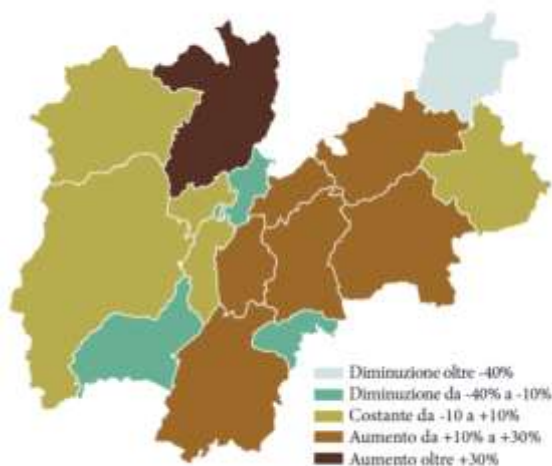 Diminuzione oltre -40%
Diminuzione da -40% a -10%
Costante da -10 a +10%
Aumento da +10% a +30%
Aumento oltre +30%